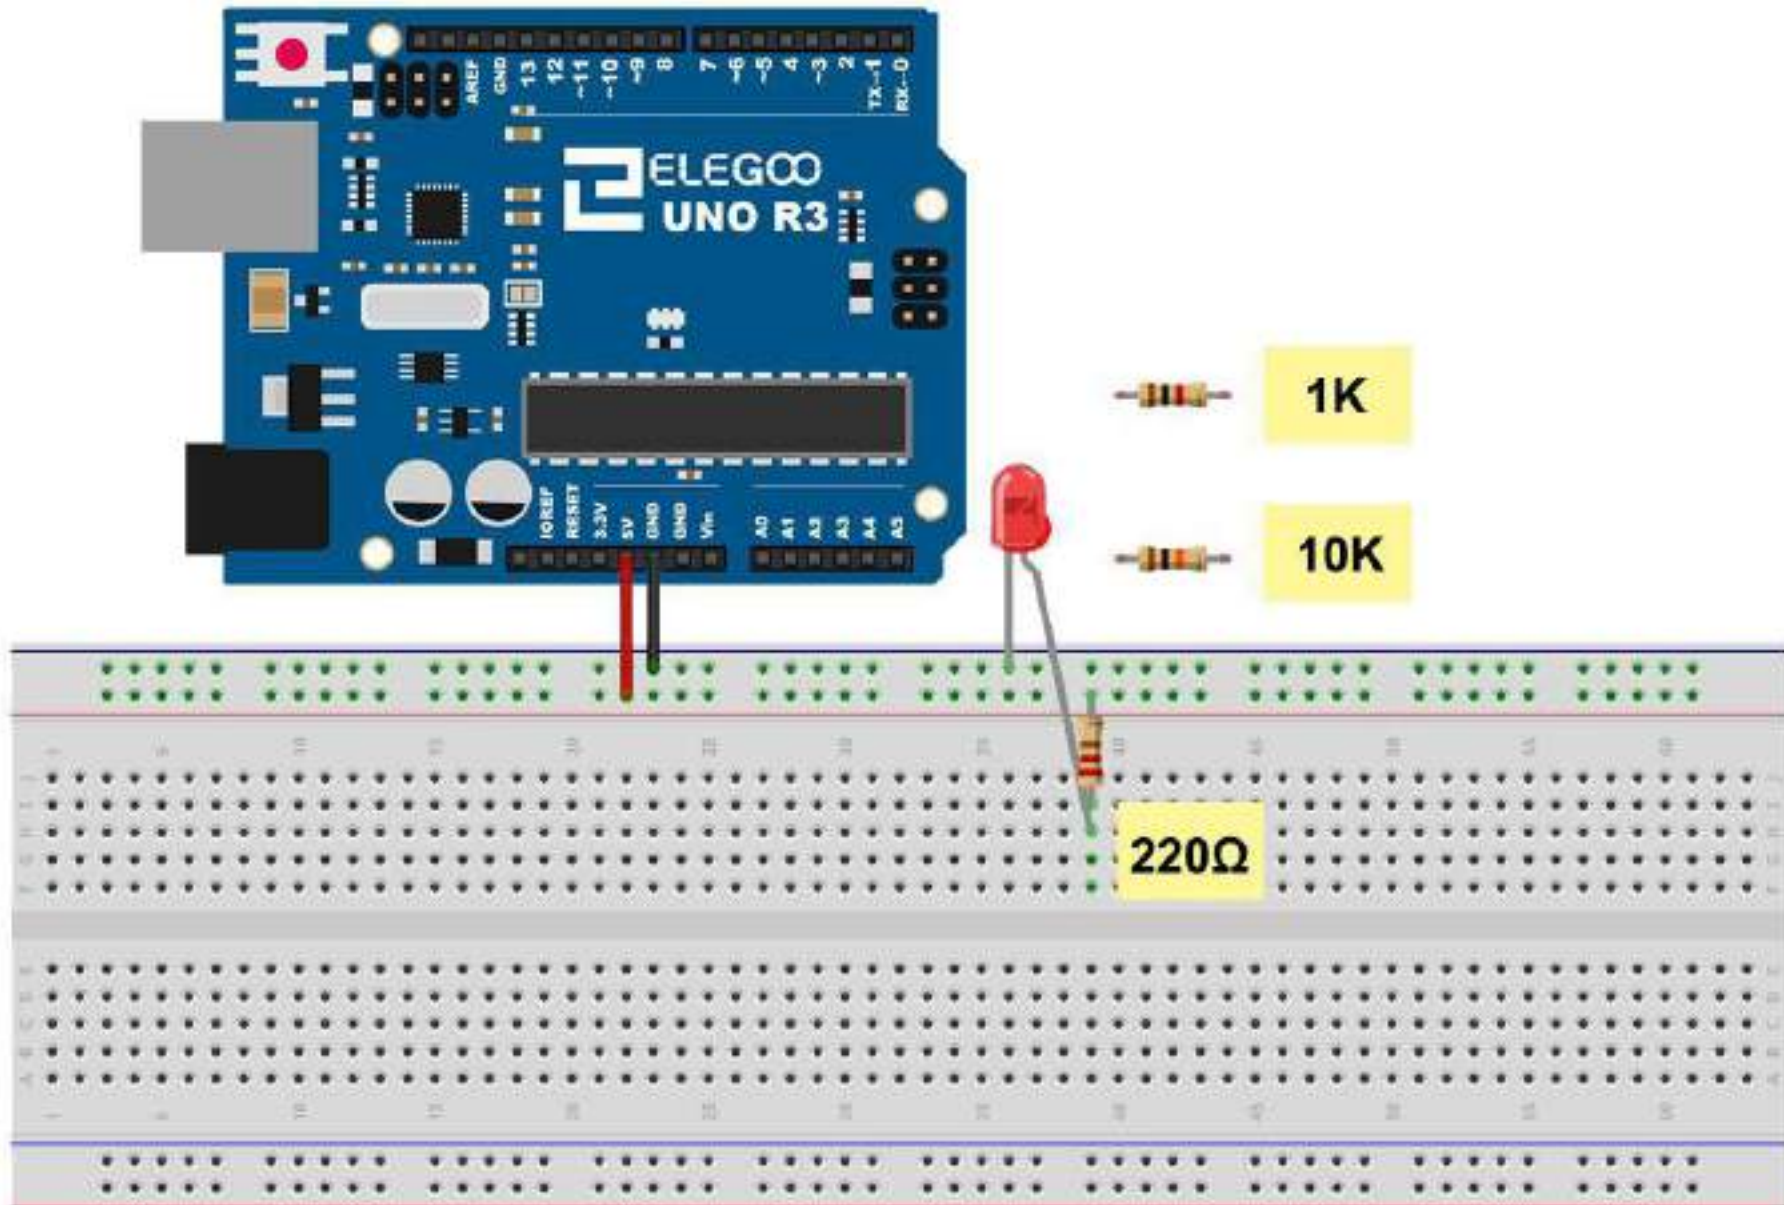 AREF
GND
13
12
~11
~10
~9
8
7
~6
~5
4
~3
2
TX→1
RX←0
ELEGOO
UNO R3
1K
10K
IOREF
RESET
3.3V
5V
GND
GND
Vin
A0
A1
A2
A3
A4
A5
220Ω